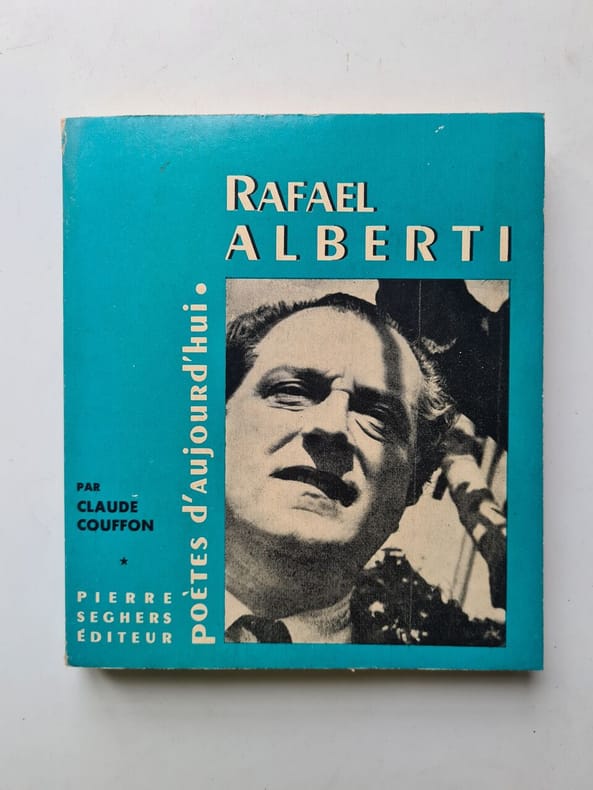 RAFAEL
ALBERTI
POÈTES d'AUJOURd'hui.
PAR
CLAUDE
COUFFON
★
PIERRE
SEGHERS
ÉDITEUR